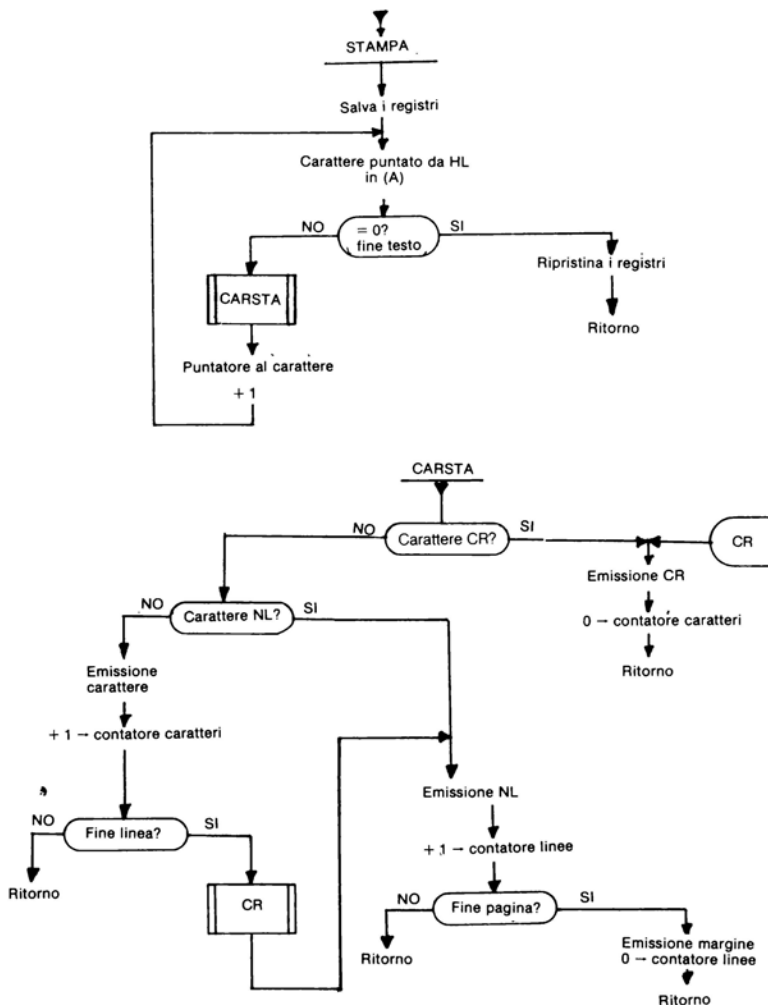 STAMPA
Salva i registri
Carattere puntato da HL
in (A)
NO
= 0?
fine testo
SI
CARSTA
Ripristina i registri
Ritorno
Puntatore al carattere
+ 1
CARSTA
NO
Carattere CR?
SI
CR
Emissione CR
0 → contatore caratteri
Ritorno
NO
Carattere NL?
SI
Emissione
carattere
+ 1 → contatore caratteri
NO
Fine linea?
SI
Ritorno
CR
Emissione NL
+ 1 → contatore linee
NO
Fine pagina?
SI
Ritorno
Emissione margine
0 → contatore linee
Ritorno